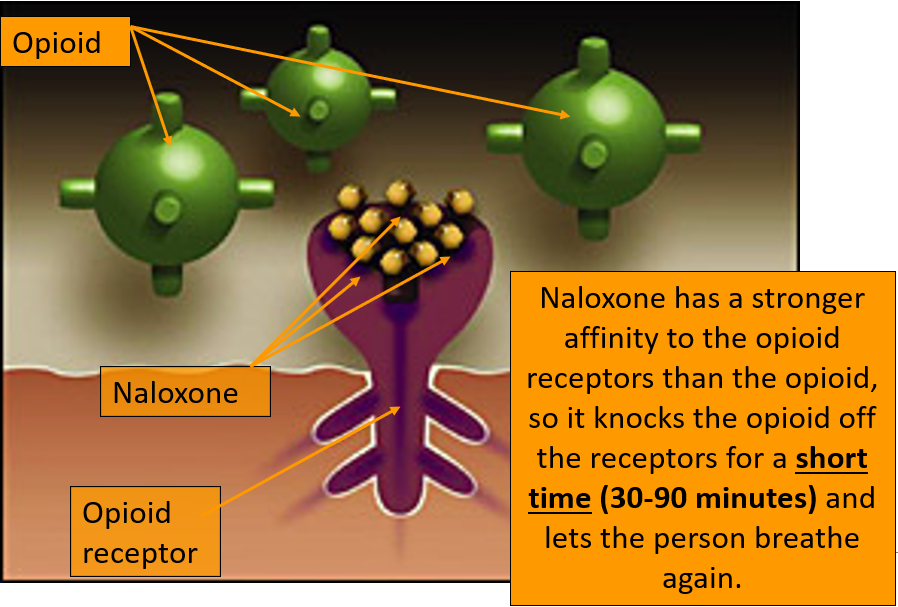 Opioid
Naloxone
Opioid
receptor
Naloxone has a stronger
affinity to the opioid
receptors than the opioid,
so it knocks the opioid off
the receptors for a short
time (30-90 minutes) and
lets the person breathe
again.